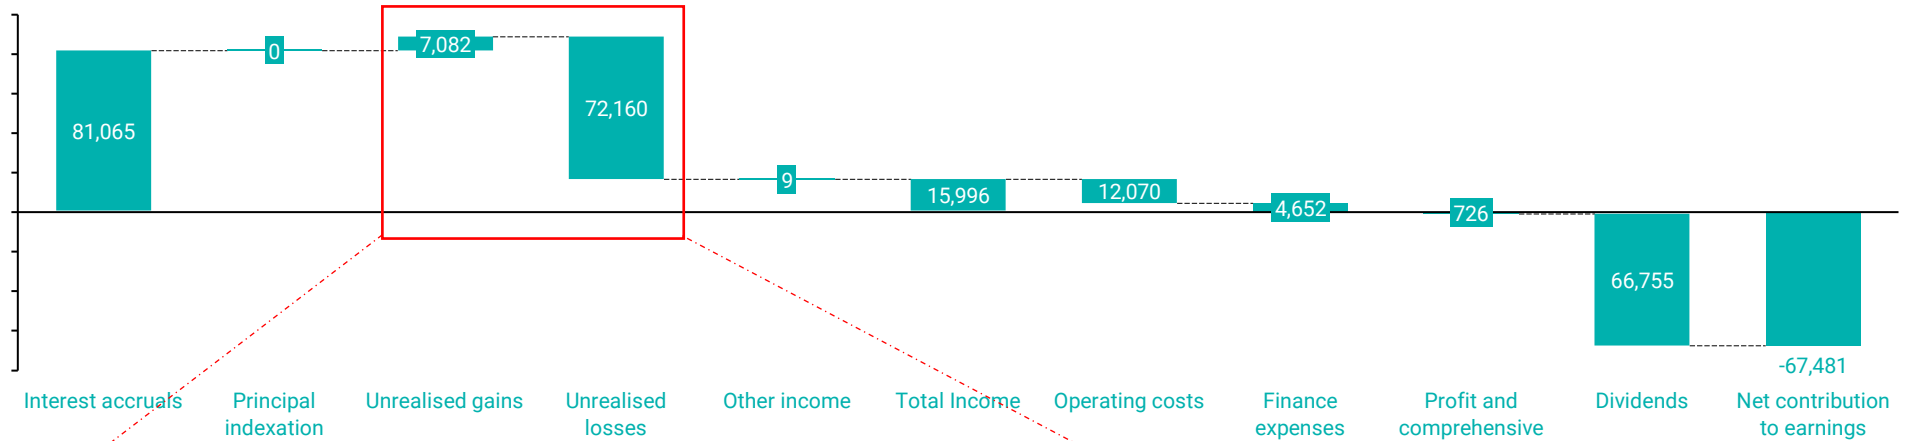 81,065
0
7,082
72,160
9
15,996
12,070
4,652
726
66,755
-67,481
Interest accruals
Principal
indexation
Unrealised gains
Unrealised
losses
Other income
Total Income
Operating costs
Finance
expenses
Profit and
comprehensive
Dividends
Net contribution
to earnings